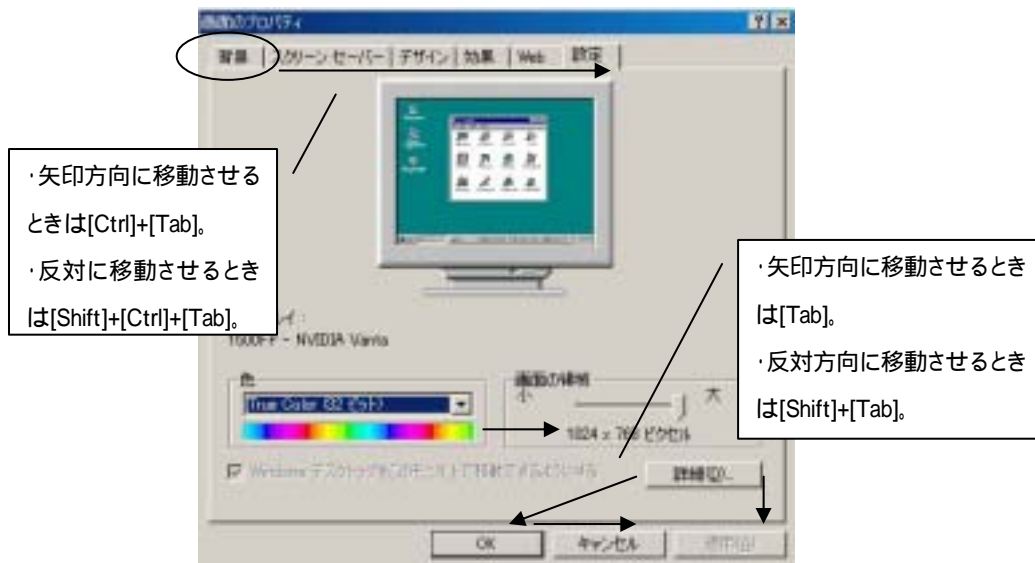 画面のプロパティ
背景 スクリーン セーバー デザイン 効果 Web 設定
･矢印方向に移動させる
ときは[Ctrl]+[Tab]。
･反対に移動させるとき
は[Shift]+[Ctrl]+[Tab]。
･矢印方向に移動させるとき
は[Tab]。
･反対方向に移動させるとき
は[Shift]+[Tab]。
色
True Color (32 ビット)
画面の領域
小 大
1024 x 768 ピクセル
詳細(D)...
OK キャンセル 適用(A)